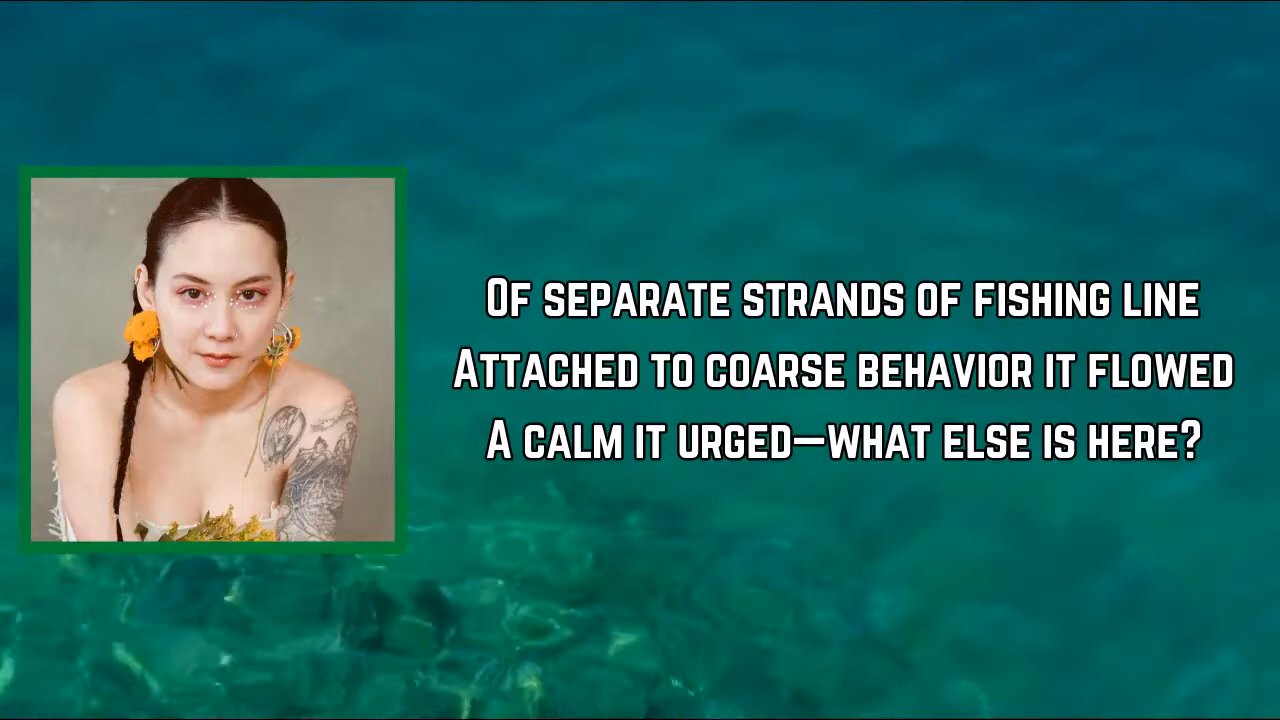 Of separate strands of fishing line
Attached to coarse behavior it flowed
A calm it urged—what else is here?